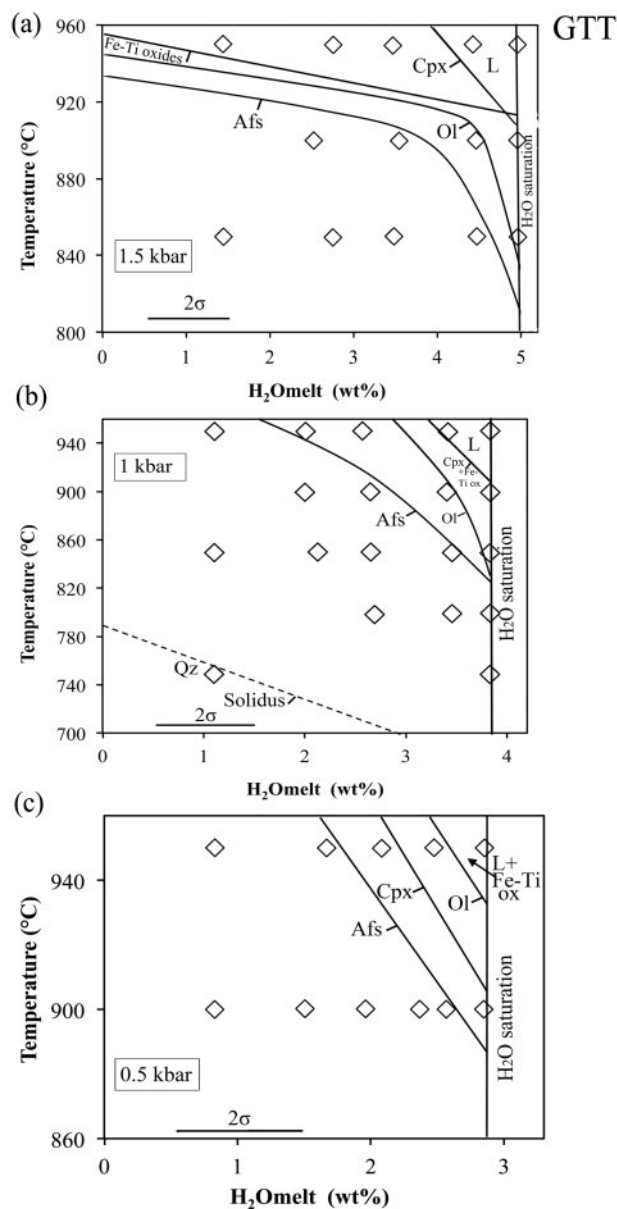 (a)
GTT
960
920
880
840
800
Temperature (°C)
Fe-Ti oxides
Cpx
L
Afs
Ol
H2O saturation
1.5 kbar
2σ
0 1 2 3 4 5
H2Omelt (wt%)
(b)
940
900
860
820
780
740
700
Temperature (°C)
1 kbar
L
Cpx
+Fe-
Ti ox
Ol
Afs
H2O saturation
Qz
Solidus
2σ
0 1 2 3 4
H2Omelt (wt%)
(c)
940
900
860
Temperature (°C)
L+
Fe-Ti
ox
Ol
Cpx
Afs
H2O saturation
0.5 kbar
2σ
0 1 2 3
H2Omelt (wt%)